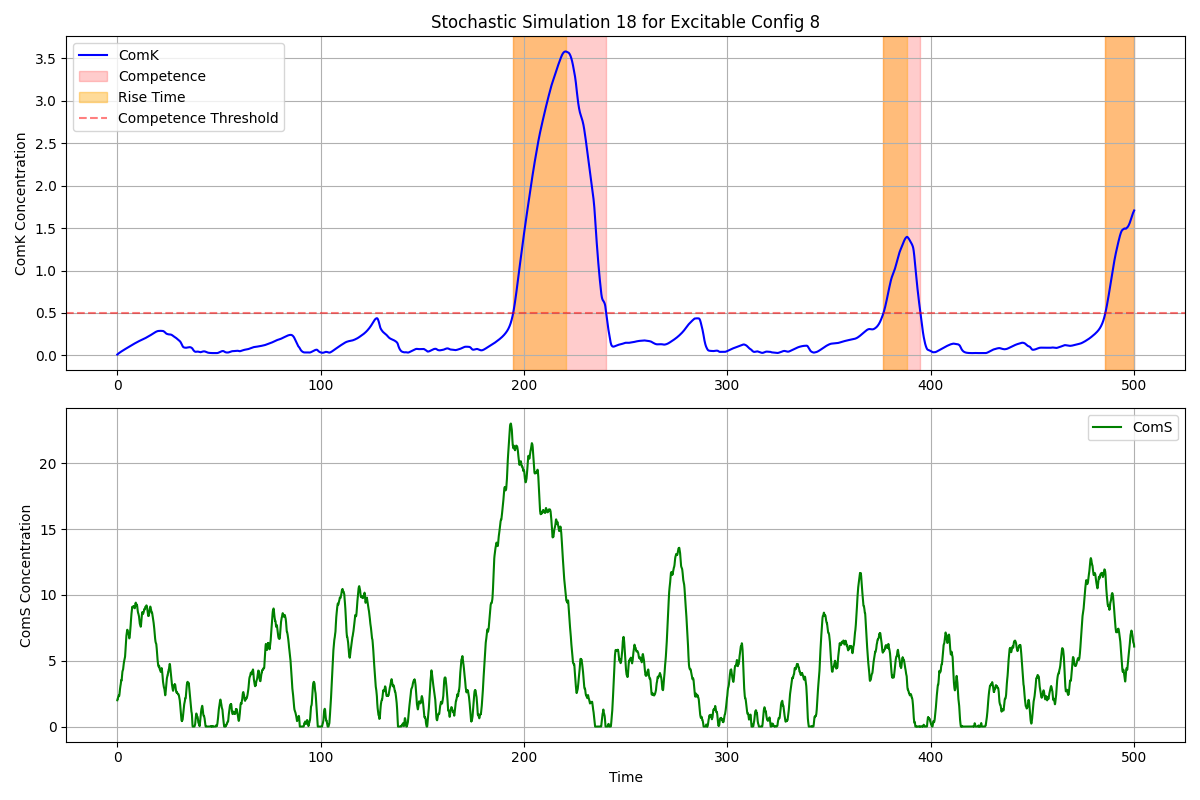 Stochastic Simulation 18 for Excitable Config 8
ComK Concentration
3.5
3.0
2.5
2.0
1.5
1.0
0.5
0.0
ComK
Competence
Rise Time
Competence Threshold
0 100 200 300 400 500
ComS Concentration
20
15
10
5
0
ComS
0 100 200 300 400 500
Time